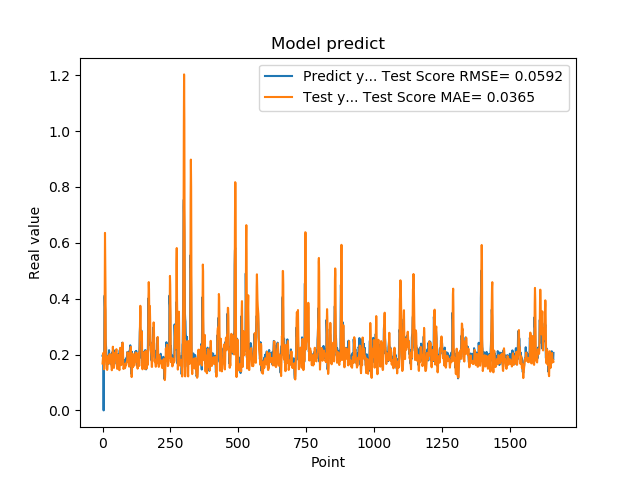 Model predict
Predict y... Test Score RMSE= 0.0592
Test y... Test Score MAE= 0.0365
1.2
1.0
0.8
0.6
0.4
0.2
0.0
Real value
0 250 500 750 1000 1250 1500
Point